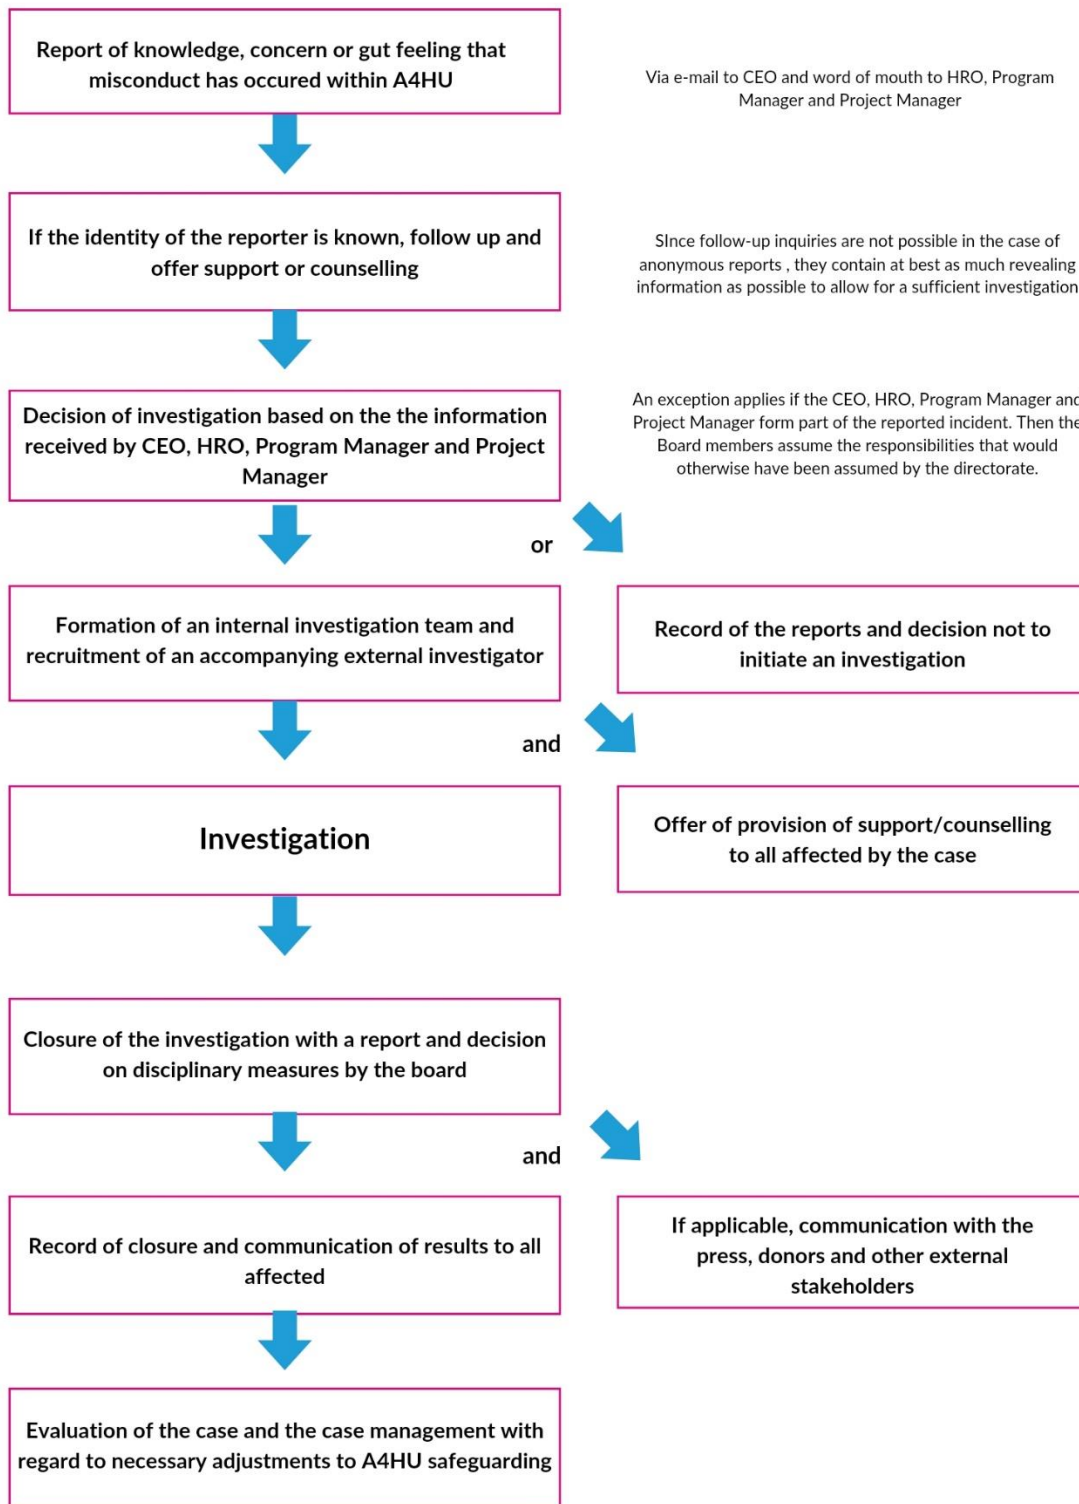 Report of knowledge, concern or gut feeling that
misconduct has occured within A4HU
Via e-mail to CEO and word of mouth to HRO, Program
Manager and Project Manager
If the identity of the reporter is known, follow up and
offer support or counselling
SInce follow-up inquiries are not possible in the case of
anonymous reports , they contain at best as much revealing
information as possible to allow for a sufficient investigation
Decision of investigation based on the the information
received by CEO, HRO, Program Manager and Project
Manager
An exception applies if the CEO, HRO, Program Manager and
Project Manager form part of the reported incident. Then the
Board members assume the responsibilities that would
otherwise have been assumed by the directorate.
or
Formation of an internal investigation team and
recruitment of an accompanying external investigator
Record of the reports and decision not to
initiate an investigation
and
Investigation
Offer of provision of support/counselling
to all affected by the case
Closure of the investigation with a report and decision
on disciplinary measures by the board
and
Record of closure and communication of results to all
affected
If applicable, communication with the
press, donors and other external
stakeholders
Evaluation of the case and the case management with
regard to necessary adjustments to A4HU safeguarding